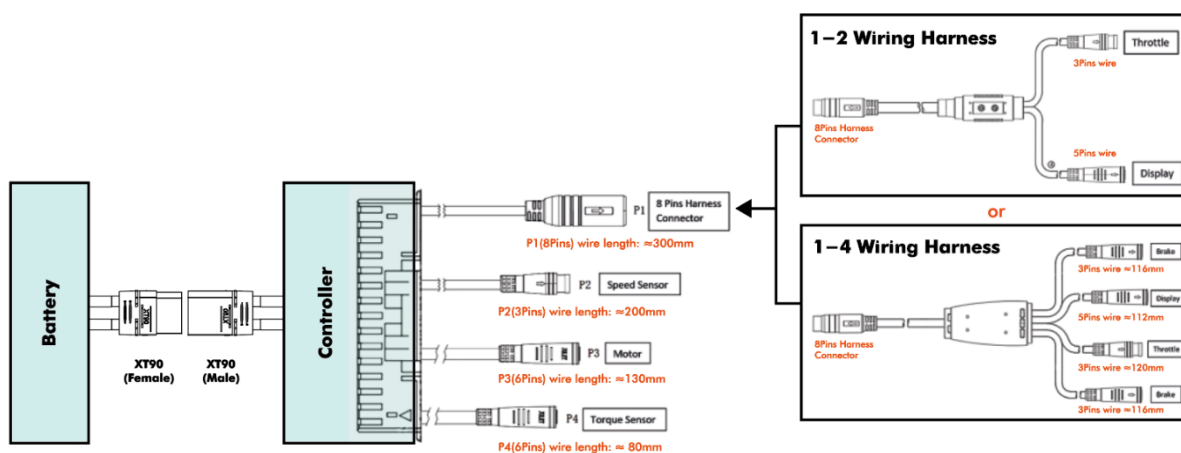 Battery
XT90
(Female)
XT90
(Male)
Controller
P1
8 Pins Harness
Connector
P1(8Pins) wire length: ≈300mm
P2
Speed Sensor
P2(3Pins) wire length: ≈200mm
P3
Motor
P3(6Pins) wire length: ≈130mm
P4
Torque Sensor
P4(6Pins) wire length: ≈ 80mm
1–2 Wiring Harness
Throttle
3Pins wire
8Pins Harness
Connector
5Pins wire
Display
or
1–4 Wiring Harness
Brake
3Pins wire ≈116mm
Display
5Pins wire ≈112mm
8Pins Harness
Connector
Throttle
3Pins wire ≈120mm
Brake
3Pins wire ≈116mm